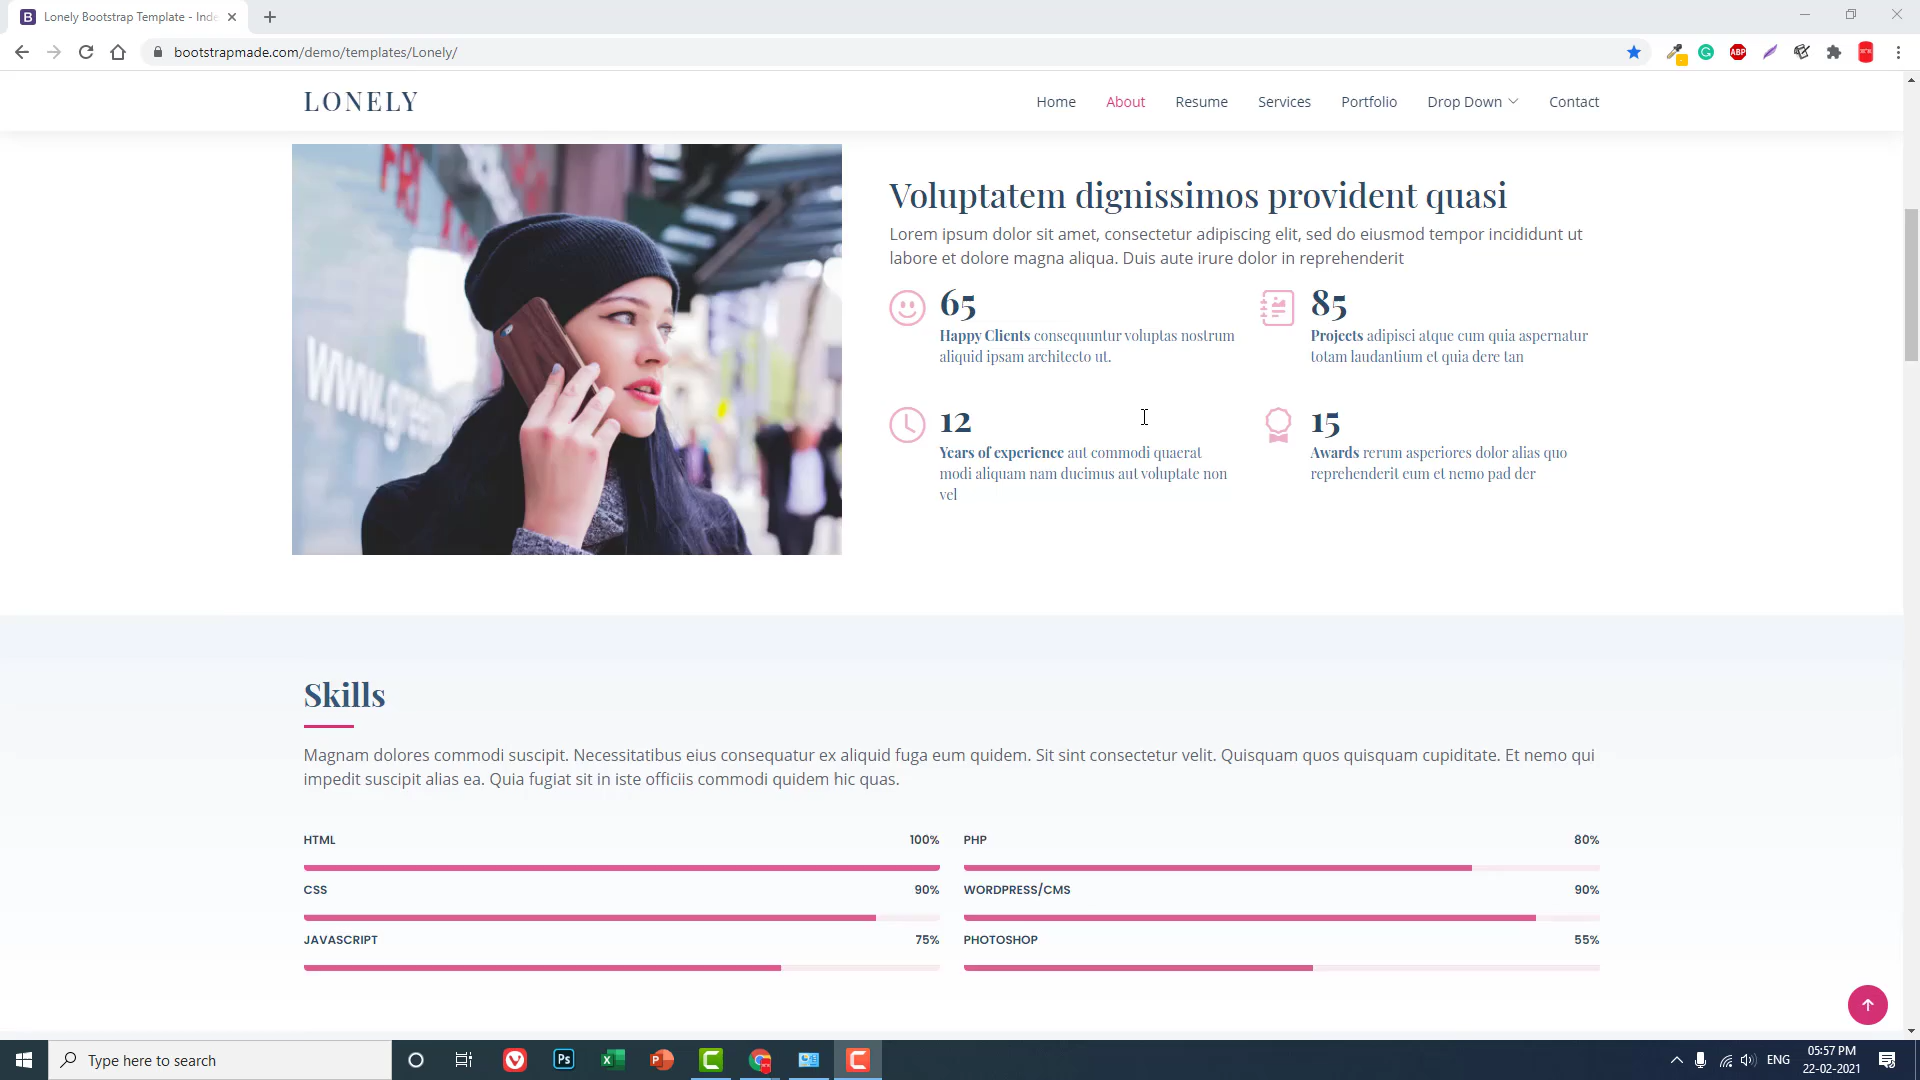 Lonely Bootstrap Template - Inde
bootstrapmade.com/demo/templates/Lonely/
ABP
LONELY
Home About Resume Services Portfolio Drop Down Contact
FRI
www.green
Voluptatem dignissimos provident quasi
Lorem ipsum dolor sit amet, consectetur adipiscing elit, sed do eiusmod tempor incididunt ut
labore et dolore magna aliqua. Duis aute irure dolor in reprehenderit
65
Happy Clients consequuntur voluptas nostrum
aliquid ipsam architecto ut.
85
Projects adipisci atque cum quia aspernatur
totam laudantium et quia dere tan
12
Years of experience aut commodi quaerat
modi aliquam nam ducimus aut voluptate non
vel
15
Awards rerum asperiores dolor alias quo
reprehenderit eum et nemo pad der
Skills
Magnam dolores commodi suscipit. Necessitatibus eius consequatur ex aliquid fuga eum quidem. Sit sint consectetur velit. Quisquam quos quisquam cupiditate. Et nemo qui
impedit suscipit alias ea. Quia fugiat sit in iste officiis commodi quidem hic quas.
HTML 100%
PHP 80%
CSS 90%
WORDPRESS/CMS 90%
JAVASCRIPT 75%
PHOTOSHOP 55%
Type here to search
Ps
ENG
05:57 PM
22-02-2021